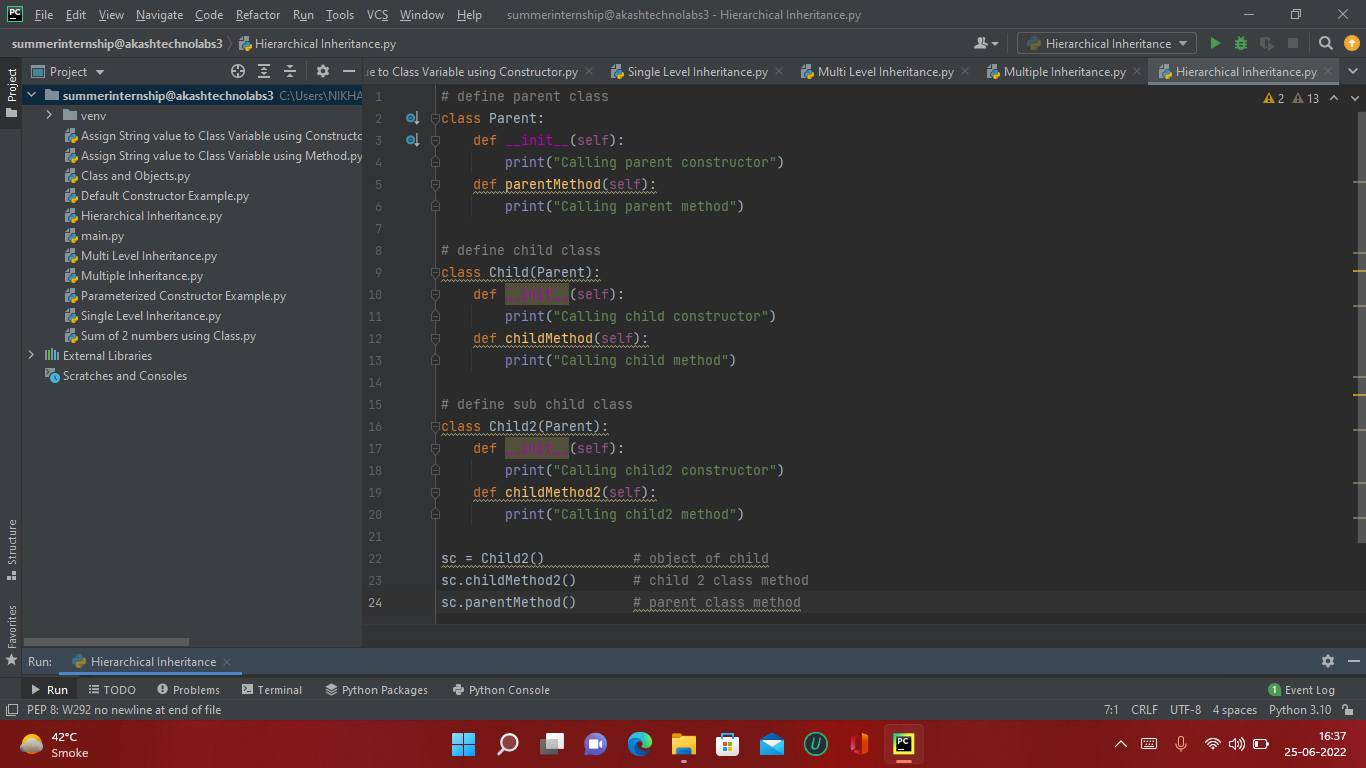 PC File Edit View Navigate Code Refactor Run Tools VCS Window Help summerinternship@akashtechnolabs3 - Hierarchical Inheritance.py
summerinternship@akashtechnolabs3 Hierarchical Inheritance.py Hierarchical Inheritance
Project ue to Class Variable using Constructor.py Single Level Inheritance.py Multi Level Inheritance.py Multiple Inheritance.py Hierarchical Inheritance.py
Project
Structure
Favorites
summerinternship@akashtechnolabs3 C:\Users\NIKHA
venv
Assign String value to Class Variable using Constructo
Assign String value to Class Variable using Method.py
Class and Objects.py
Default Constructor Example.py
Hierarchical Inheritance.py
main.py
Multi Level Inheritance.py
Multiple Inheritance.py
Parameterized Constructor Example.py
Single Level Inheritance.py
Sum of 2 numbers using Class.py
External Libraries
Scratches and Consoles
2 13
1 # define parent class
2 class Parent:
3 def __init__(self):
4 print("Calling parent constructor")
5 def parentMethod(self):
6 print("Calling parent method")
7
8 # define child class
9 class Child(Parent):
10 def __init__(self):
11 print("Calling child constructor")
12 def childMethod(self):
13 print("Calling child method")
14
15 # define sub child class
16 class Child2(Parent):
17 def __init__(self):
18 print("Calling child2 constructor")
19 def childMethod2(self):
20 print("Calling child2 method")
21
22 sc = Child2() # object of child
23 sc.childMethod2() # child 2 class method
24 sc.parentMethod() # parent class method
Run: Hierarchical Inheritance
Run TODO Problems Terminal Python Packages Python Console 1 Event Log
PEP 8: W292 no newline at end of file 7:1 CRLF UTF-8 4 spaces Python 3.10
42°C
Smoke
U
PC
16:37
25-06-2022